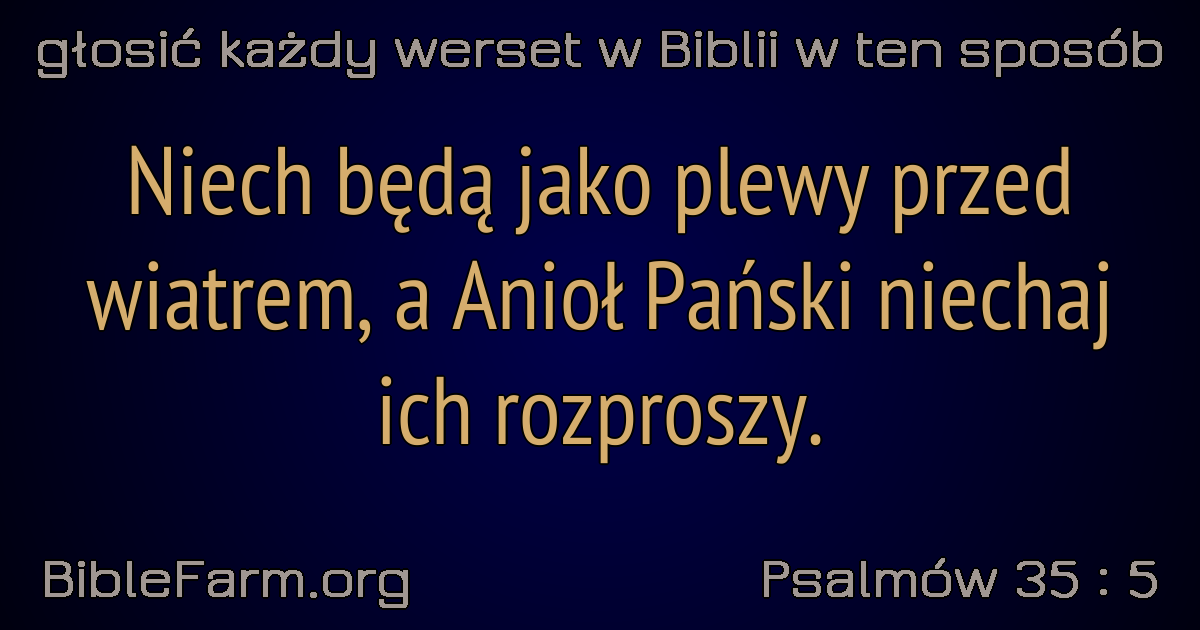 głosić każdy werset w Biblii w ten sposób
Niech będą jako plewy przed
wiatrem, a Anioł Pański niechaj
ich rozproszy.
BibleFarm.org
Psalmów 35 : 5